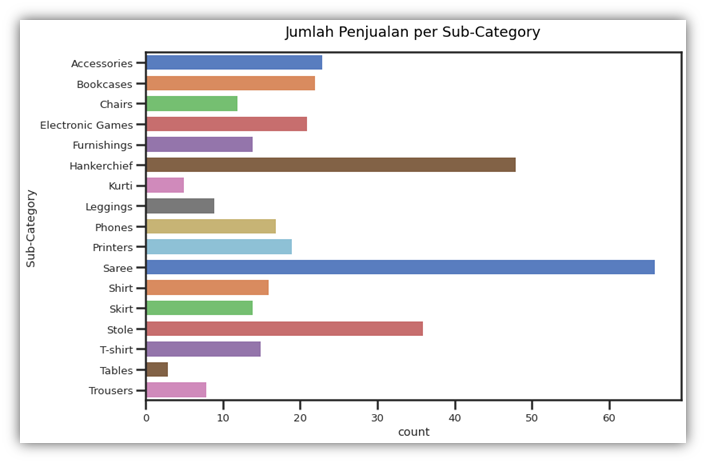 Jumlah Penjualan per Sub-Category
Accessories
Bookcases
Chairs
Electronic Games
Furnishings
Hankerchief
Kurti
Leggings
Phones
Printers
Saree
Shirt
Skirt
Stole
T-shirt
Tables
Trousers
Sub-Category
0 10 20 30 40 50 60
count